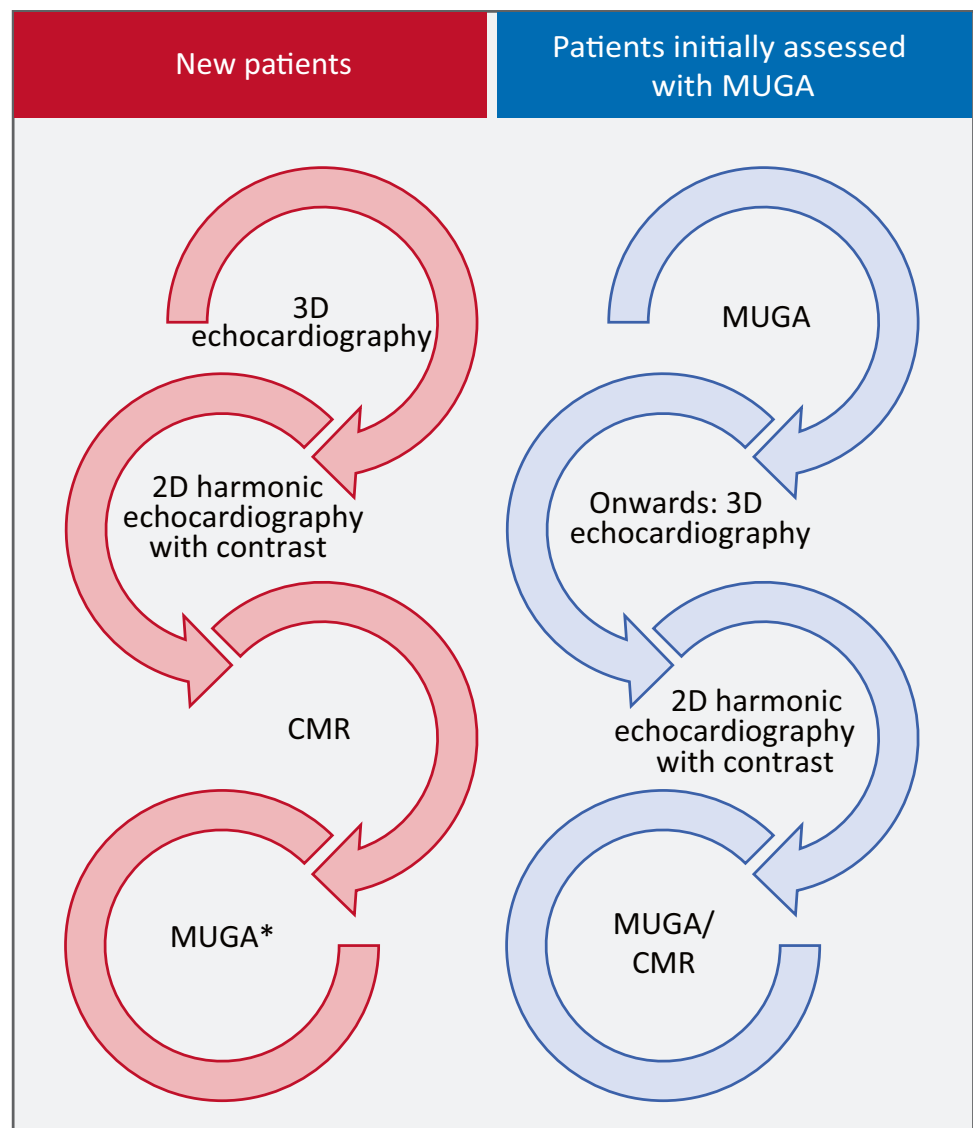 New patients
Patients initially assessed
with MUGA
3D
echocardiography
2D harmonic
echocardiography
with contrast
CMR
MUGA*
MUGA
Onwards: 3D
echocardiography
2D harmonic
echocardiography
with contrast
MUGA/
CMR